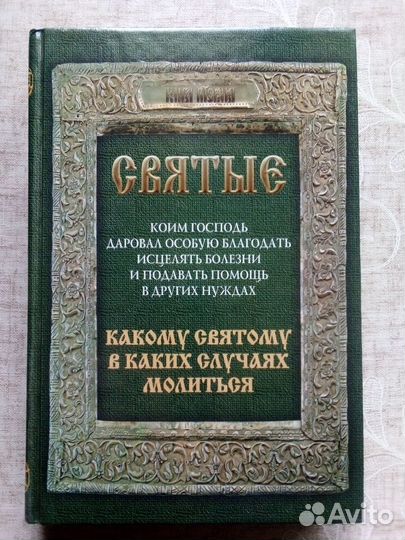 СВЯТЫЕ
КОИМ ГОСПОДЬ
ДАРОВАЛ ОСОБУЮ БЛАГОДАТЬ
ИСЦЕЛЯТЬ БОЛЕЗНИ
И ПОДАВАТЬ ПОМОЩЬ
В ДРУГИХ НУЖДАХ
КАКОМУ СВЯТОМУ
В КАКИХ СЛУЧАЯХ
МОЛИТЬСЯ
Avito